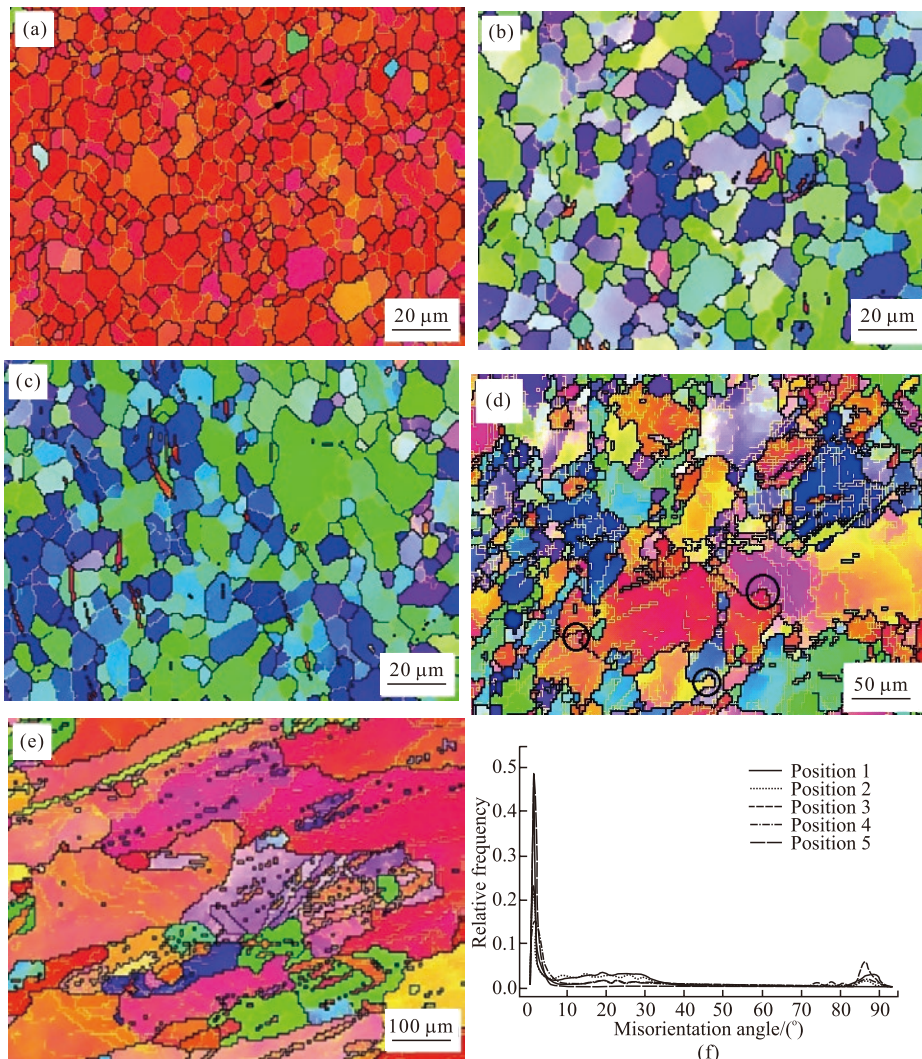 (a)
20 μm
(b)
20 μm
(c)
20 μm
(d)
50 μm
(e)
100 μm
0.5
0.4
0.3
0.2
0.1
0.0
Relative frequency
Position 1
Position 2
Position 3
Position 4
Position 5
0 10 20 30 40 50 60 70 80 90
Misorientation angle/(°)
(f)